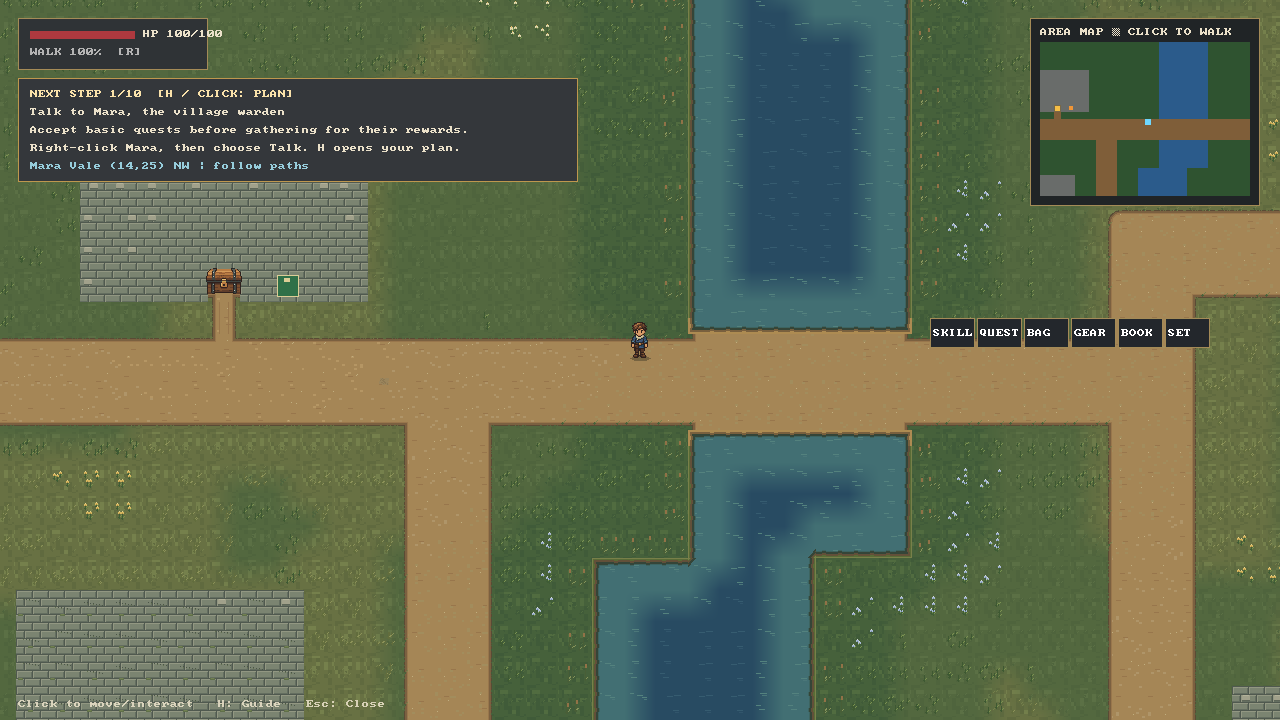 HP 100/100
WALK 100% [R]
NEXT STEP 1/10 [H / CLICK: PLAN]
Talk to Mara, the village warden
Accept basic quests before gathering for their rewards.
Right-click Mara, then choose Talk. H opens your plan.
Mara Vale (14,25) NW ¦ follow paths
AREA MAP ▒ CLICK TO WALK
SKILL QUEST BAG GEAR BOOK SET
Click to move/interact H: Guide Esc: Close